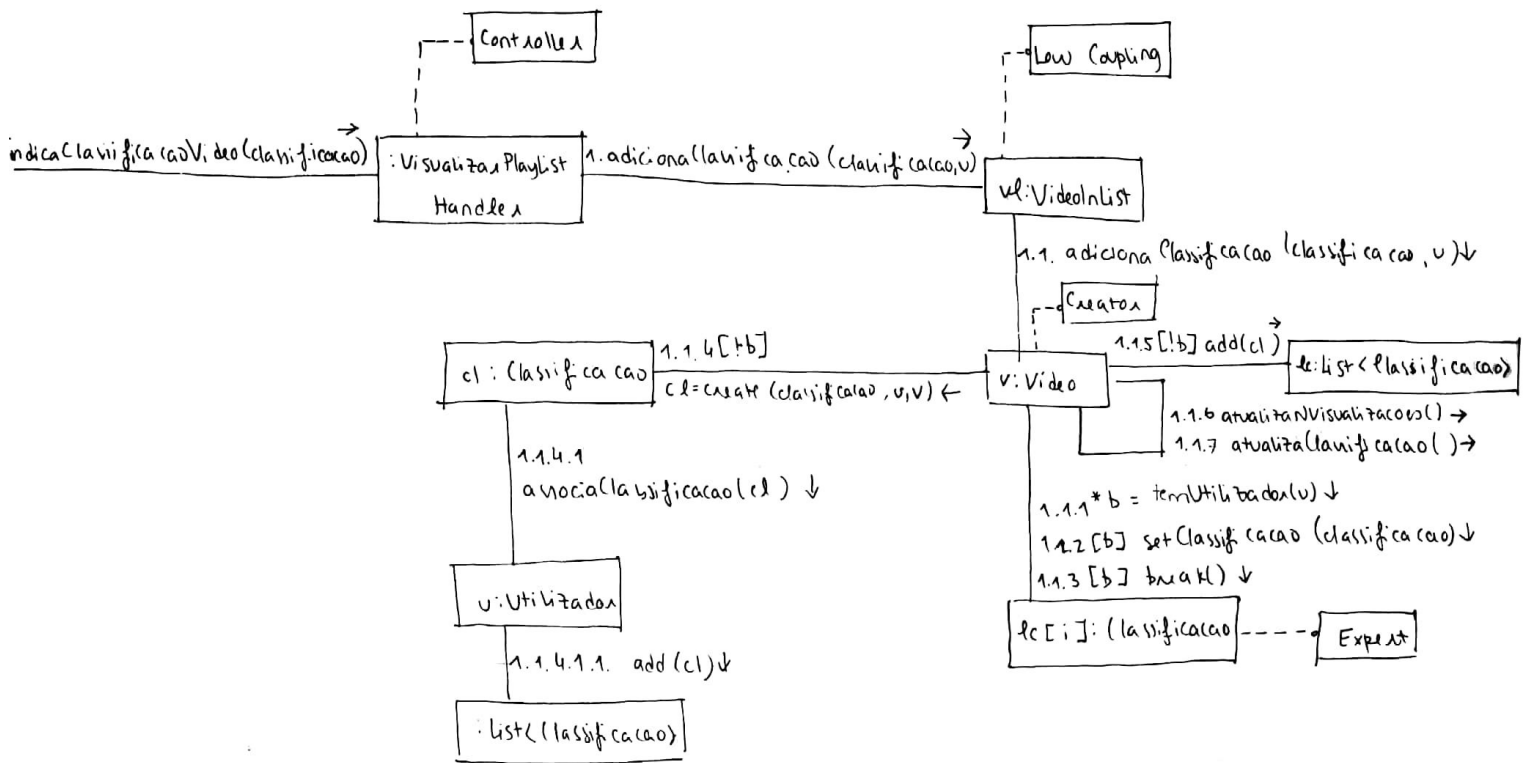 Controller
Low Coupling
indicaClassificacaoVideo(classificacao)
:VisualizarPlayList
Handler
1. adicionaClassificacao (classificacao,u)
vl:VideoInList
1.1. adicionaClassificacao (classificacao, u)↓
Creator
cl : Classificacao
1.1.4 [!b]
cl=create (classificacao, u,v) ←
v:Video
1.1.5 [!b] add(cl)
lc:List<Classificacao>
1.1.6 atualizaNVisualizacoes() →
1.1.7 atualizaClassificacao() →
1.1.4.1
associaClassificacao(cl) ↓
1.1.1* b = temUtilizador(u) ↓
1.1.2 [b] setClassificacao (classificacao)↓
1.1.3 [b] break() ↓
u:Utilizador
lc[i]: Classificacao
Expert
1.1.4.1.1. add (cl)↓
:List<Classificacao>